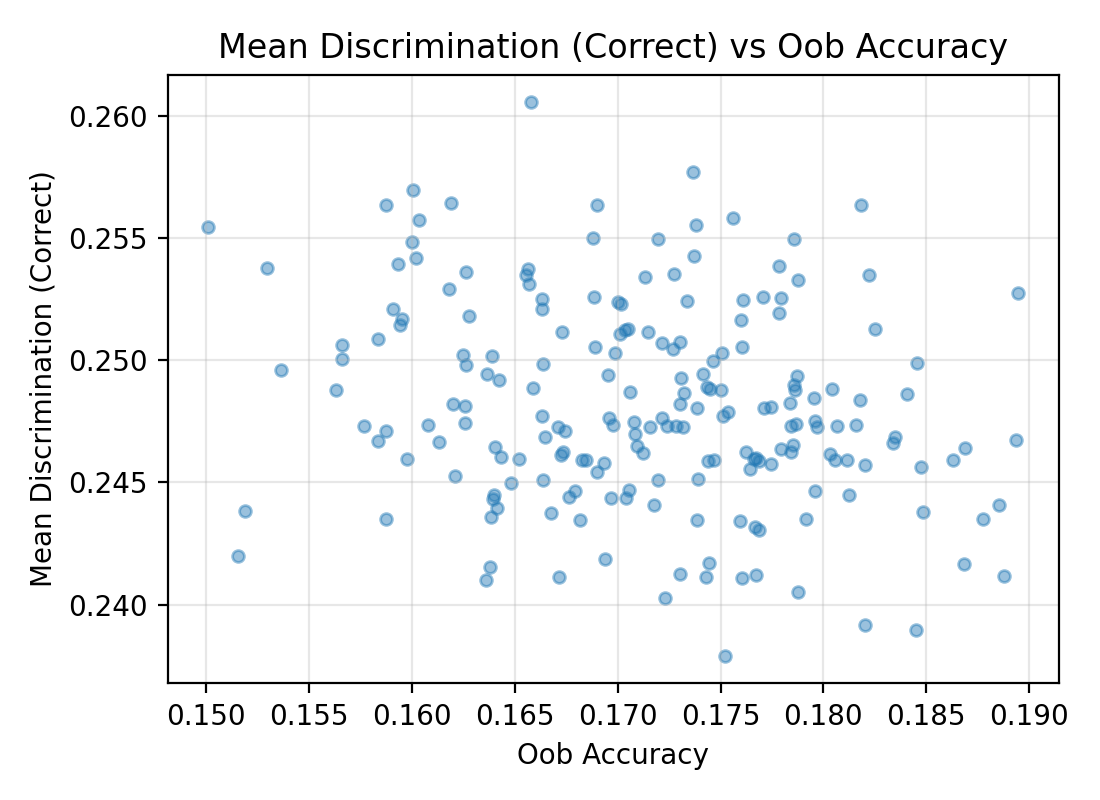 Mean Discrimination (Correct) vs Oob Accuracy
Mean Discrimination (Correct)
0.260
0.255
0.250
0.245
0.240
0.150 0.155 0.160 0.165 0.170 0.175 0.180 0.185 0.190
Oob Accuracy